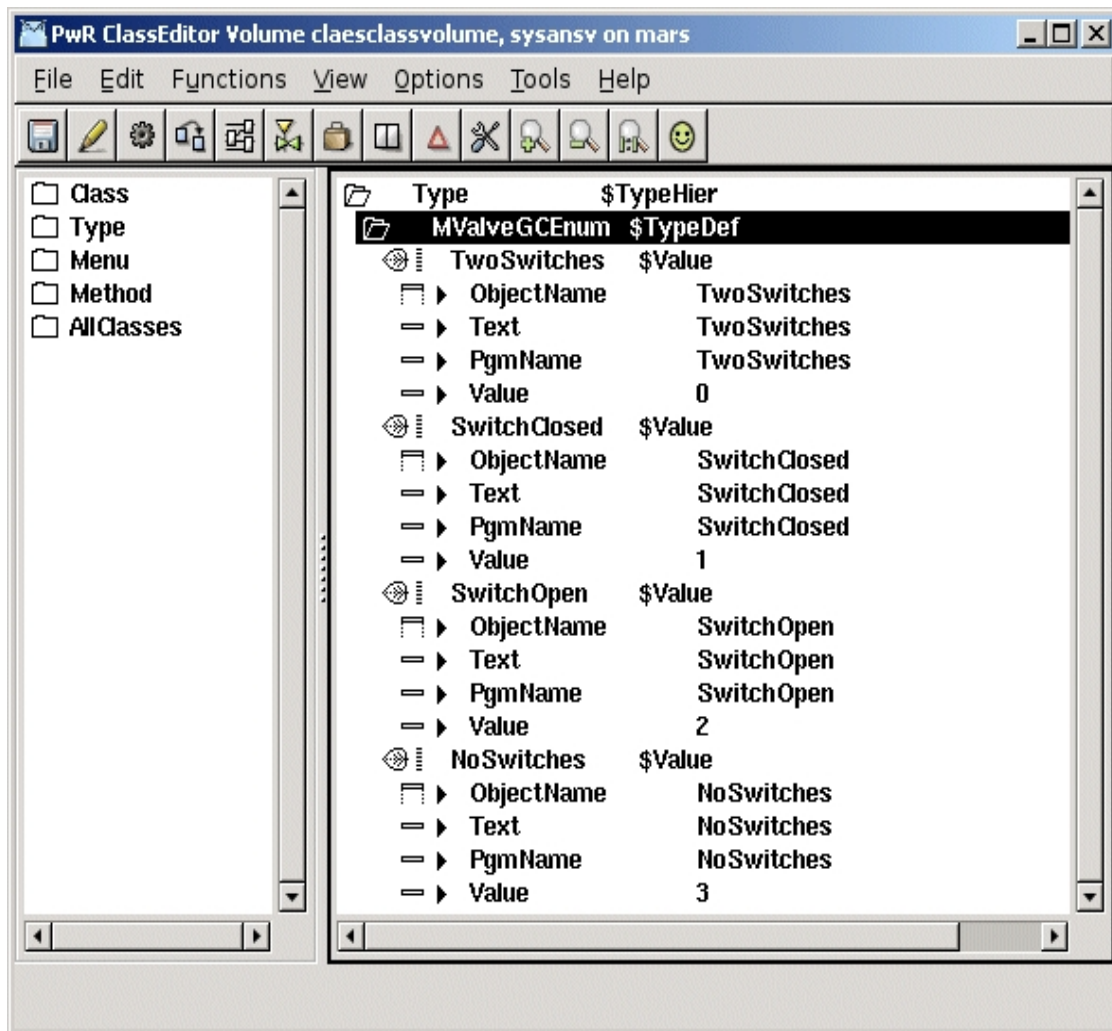 PwR ClassEditor Volume claesclassvolume, sysansv on mars
File Edit Functions View Options Tools Help
Class
Type
Menu
Method
AllClasses
Type $TypeHier
MValveGCEnum $TypeDef
TwoSwitches $Value
ObjectName TwoSwitches
Text TwoSwitches
PgmName TwoSwitches
Value 0
SwitchClosed $Value
ObjectName SwitchClosed
Text SwitchClosed
PgmName SwitchClosed
Value 1
SwitchOpen $Value
ObjectName SwitchOpen
Text SwitchOpen
PgmName SwitchOpen
Value 2
NoSwitches $Value
ObjectName NoSwitches
Text NoSwitches
PgmName NoSwitches
Value 3